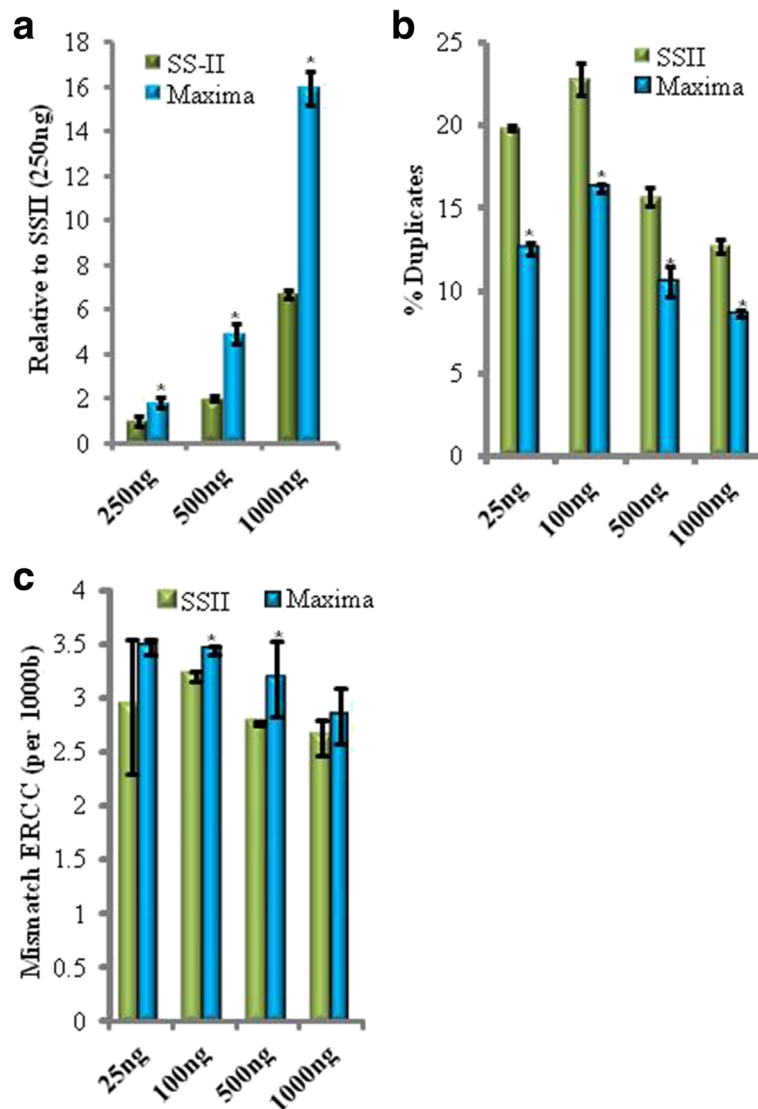 a
18
16
14
12
10
8
6
4
2
0
Relative to SSII (250ng)
SS-II
Maxima
*
*
*
250ng
500ng
1000ng
b
25
20
15
10
5
0
% Duplicates
SSII
Maxima
*
*
*
*
25ng
100ng
500ng
1000ng
c
4
3.5
3
2.5
2
1.5
1
0.5
0
Mismatch ERCC (per 1000b)
SSII
Maxima
*
*
25ng
100ng
500ng
1000ng